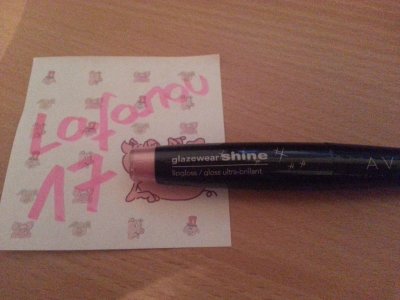 Lafanou
17
glazewear shine
lipgloss / gloss ultra-brillant
AV